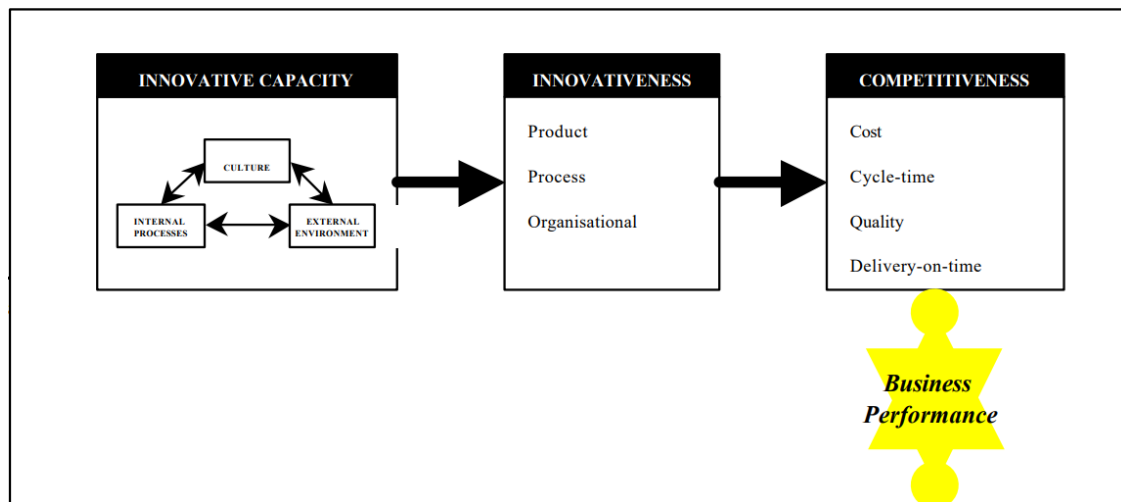 INNOVATIVE CAPACITY
CULTURE
INTERNAL
PROCESSES
EXTERNAL
ENVIRONMENT
INNOVATIVENESS
Product
Process
Organisational
COMPETITIVENESS
Cost
Cycle-time
Quality
Delivery-on-time
Business
Performance